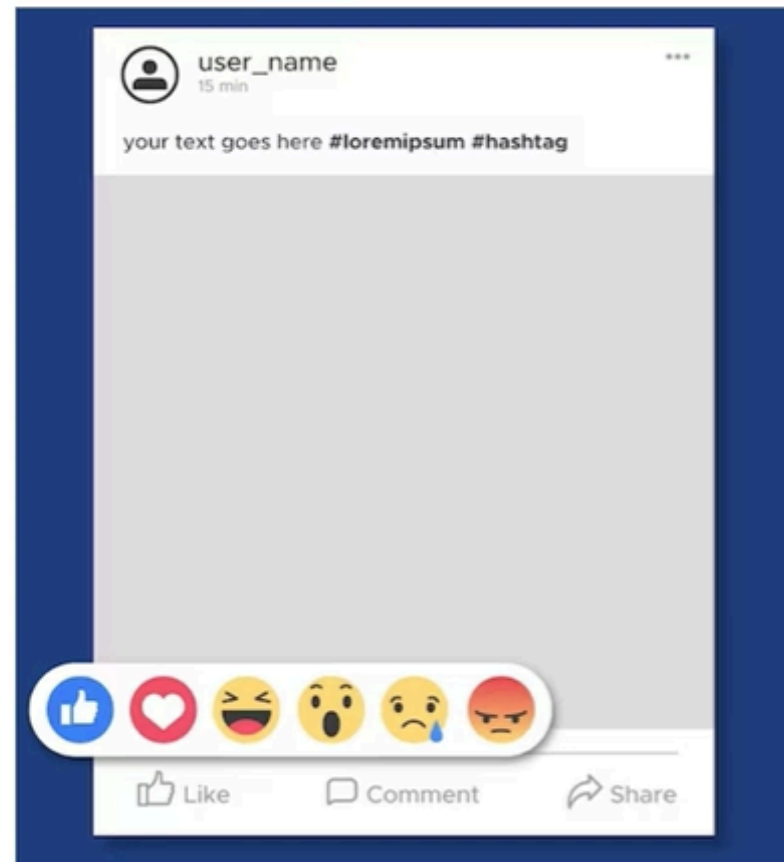 user_name
15 min
your text goes here #loremipsum #hashtag
Like
Comment
Share